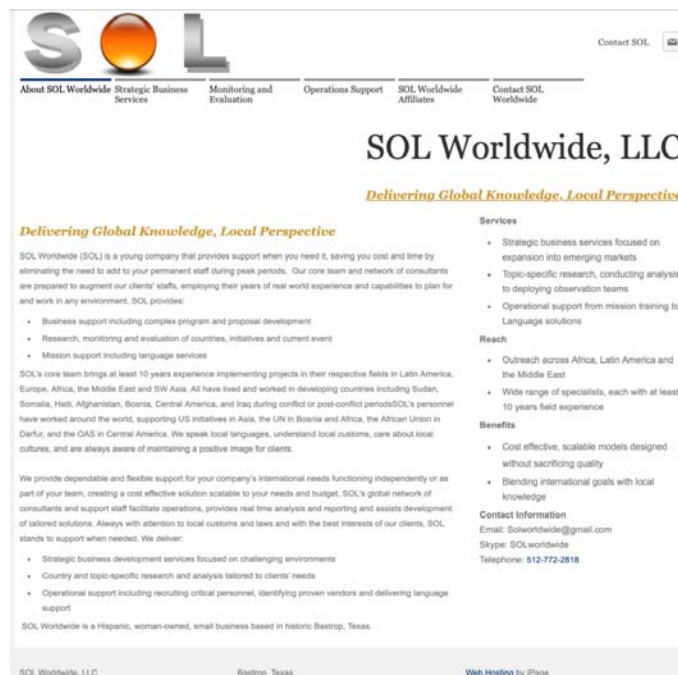 SOL
Contact SOL
About SOL Worldwide
Strategic Business
Services
Monitoring and
Evaluation
Operations Support
SOL Worldwide
Affiliates
Contact SOL
Worldwide
SOL Worldwide, LLC
Delivering Global Knowledge, Local Perspective
Delivering Global Knowledge, Local Perspective
SOL Worldwide (SOL) is a young company that provides support when you need it, saving you cost and time by
eliminating the need to add to your permanent staff during peak periods. Our core team and network of consultants
are prepared to augment our clients' staffs, employing their years of real world experience and capabilities to plan for
and work in any environment. SOL provides:
• Business support including complex program and proposal development
• Research, monitoring and evaluation of countries, initiatives and current event
• Mission support including language services
SOL's core team brings at least 10 years experience implementing projects in their respective fields in Latin America,
Europe, Africa, the Middle East and SW Asia. All have lived and worked in developing countries including Sudan,
Somalia, Haiti, Afghanistan, Bosnia, Central America, and Iraq during conflict or post-conflict periodsSOL's personnel
have worked around the world, supporting US initiatives in Asia, the UN in Bosnia and Africa, the African Union in
Darfur, and the OAS in Central America. We speak local languages, understand local customs, care about local
cultures, and are always aware of maintaining a positive image for clients.
We provide dependable and flexible support for your company's international needs functioning independently or as
part of your team, creating a cost effective solution scalable to your needs and budget. SOL's global network of
consultants and support staff facilitate operations, provides real time analysis and reporting and assists development
of tailored solutions. Always with attention to local customs and laws and with the best interests of our clients, SOL
stands to support when needed. We deliver:
• Strategic business development services focused on challenging environments
• Country and topic-specific research and analysis tailored to clients' needs
• Operational support including recruiting critical personnel, identifying proven vendors and delivering language
support
SOL Worldwide is a Hispanic, woman-owned, small business based in historic Bastrop, Texas.
Services
• Strategic business services focused on
expansion into emerging markets
• Topic-specific research, conducting analysis
to deploying observation teams
• Operational support from mission training to
Language solutions
Reach
• Outreach across Africa, Latin America and
the Middle East
• Wide range of specialists, each with at least
10 years field experience
Benefits
• Cost effective, scalable models designed
without sacrificing quality
• Blending international goals with local
knowledge
Contact Information
Email: Solworldwide@gmail.com
Skype: SOLworldwide
Telephone: 512-772-2818
SOL Worldwide, LLC
Bastrop, Texas
Web Hosting by iPage